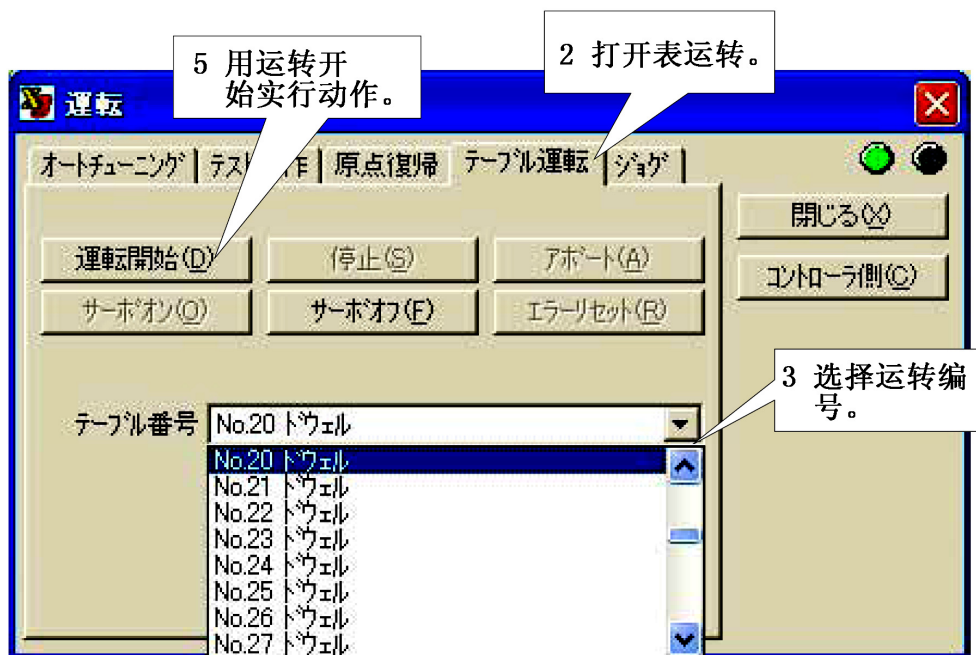 5 用运转开
始实行动作。
2 打开表运转。
運転
オートチューニング
原点復帰
テーブル運転
ジョグ
閉じる(X)
運転開始(D)
停止(S)
アボート(A)
コントローラ側(C)
サーボオン(O)
サーボオフ(F)
エラーリセット(R)
3 选择运转编
号。
テーブル番号
No.20 ドウェル
No.20 ドウェル
No.21 ドウェル
No.22 ドウェル
No.23 ドウェル
No.24 ドウェル
No.25 ドウェル
No.26 ドウェル
No.27 ドウェル